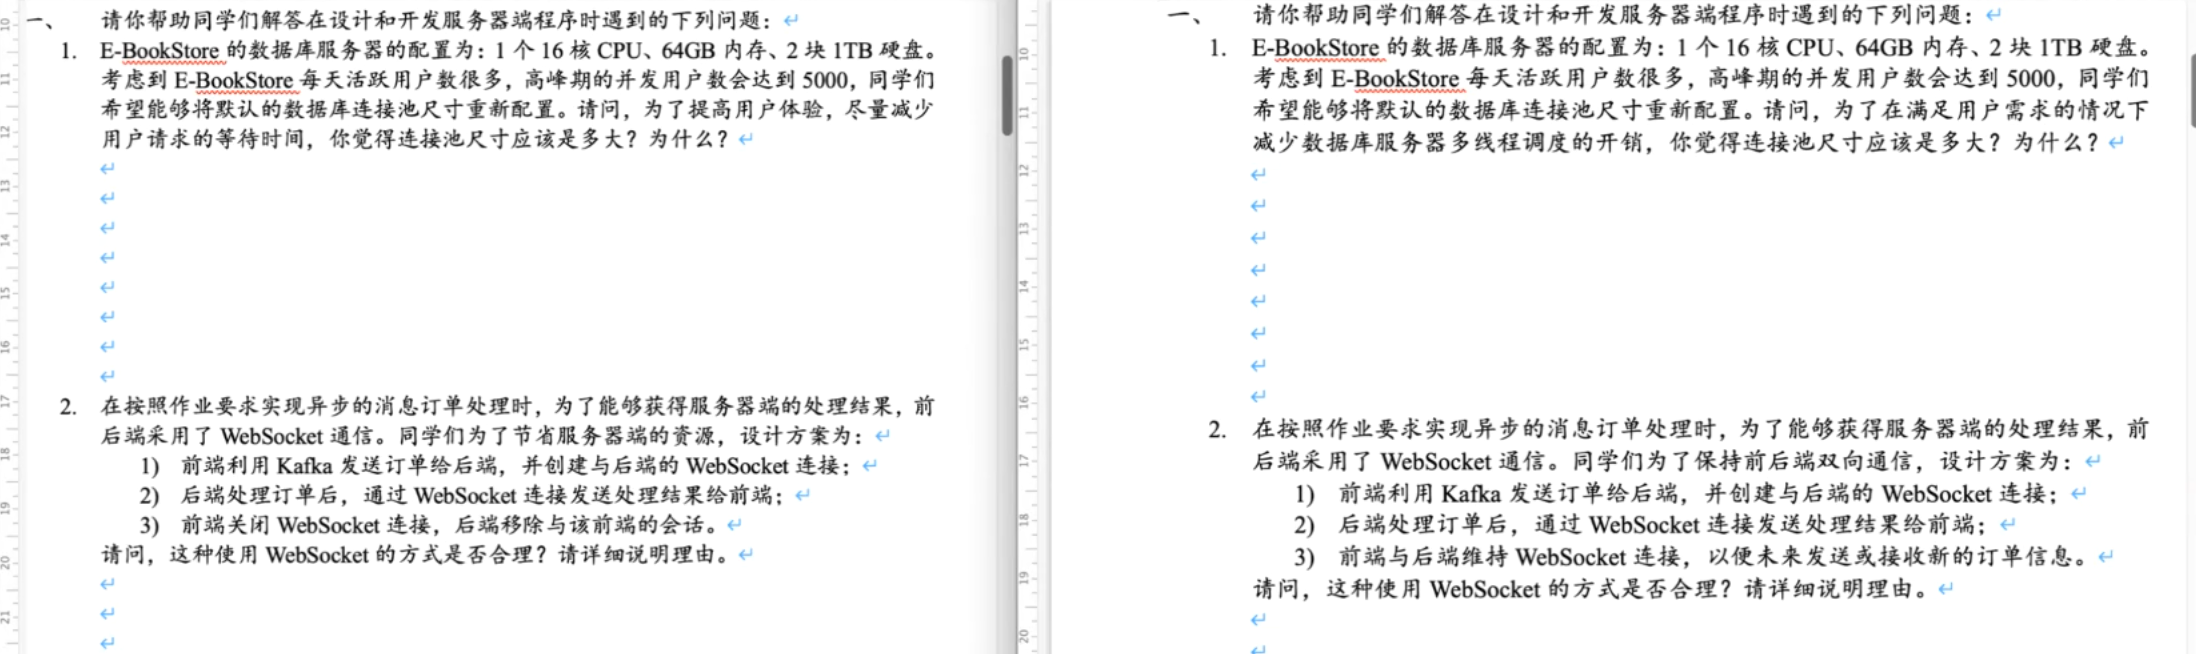 一、 请你帮助同学们解答在设计和开发服务器端程序时遇到的下列问题：
1. E-BookStore 的数据库服务器的配置为：1 个 16 核 CPU、64GB 内存、2 块 1TB 硬盘。
考虑到 E-BookStore 每天活跃用户数很多，高峰期的并发用户数会达到 5000，同学们
希望能够将默认的数据库连接池尺寸重新配置。请问，为了提高用户体验，尽量减少
用户请求的等待时间，你觉得连接池尺寸应该是多大？为什么？
2. 在按照作业要求实现异步的消息订单处理时，为了能够获得服务器端的处理结果，前
后端采用了 WebSocket 通信。同学们为了节省服务器端的资源，设计方案为：
1) 前端利用 Kafka 发送订单给后端，并创建与后端的 WebSocket 连接；
2) 后端处理订单后，通过 WebSocket 连接发送处理结果给前端；
3) 前端关闭 WebSocket 连接，后端移除与该前端的会话。
请问，这种使用 WebSocket 的方式是否合理？请详细说明理由。
10
11
12
13
14
15
16
17
18
19
20
21
一、 请你帮助同学们解答在设计和开发服务器端程序时遇到的下列问题：
1. E-BookStore 的数据库服务器的配置为：1 个 16 核 CPU、64GB 内存、2 块 1TB 硬盘。
考虑到 E-BookStore 每天活跃用户数很多，高峰期的并发用户数会达到 5000，同学们
希望能够将默认的数据库连接池尺寸重新配置。请问，为了在满足用户需求的情况下
减少数据库服务器多线程调度的开销，你觉得连接池尺寸应该是多大？为什么？
2. 在按照作业要求实现异步的消息订单处理时，为了能够获得服务器端的处理结果，前
后端采用了 WebSocket 通信。同学们为了保持前后端双向通信，设计方案为：
1) 前端利用 Kafka 发送订单给后端，并创建与后端的 WebSocket 连接；
2) 后端处理订单后，通过 WebSocket 连接发送处理结果给前端；
3) 前端与后端维持 WebSocket 连接，以便未来发送或接收新的订单信息。
请问，这种使用 WebSocket 的方式是否合理？请详细说明理由。
10
11
12
13
14
15
16
17
18
19
20